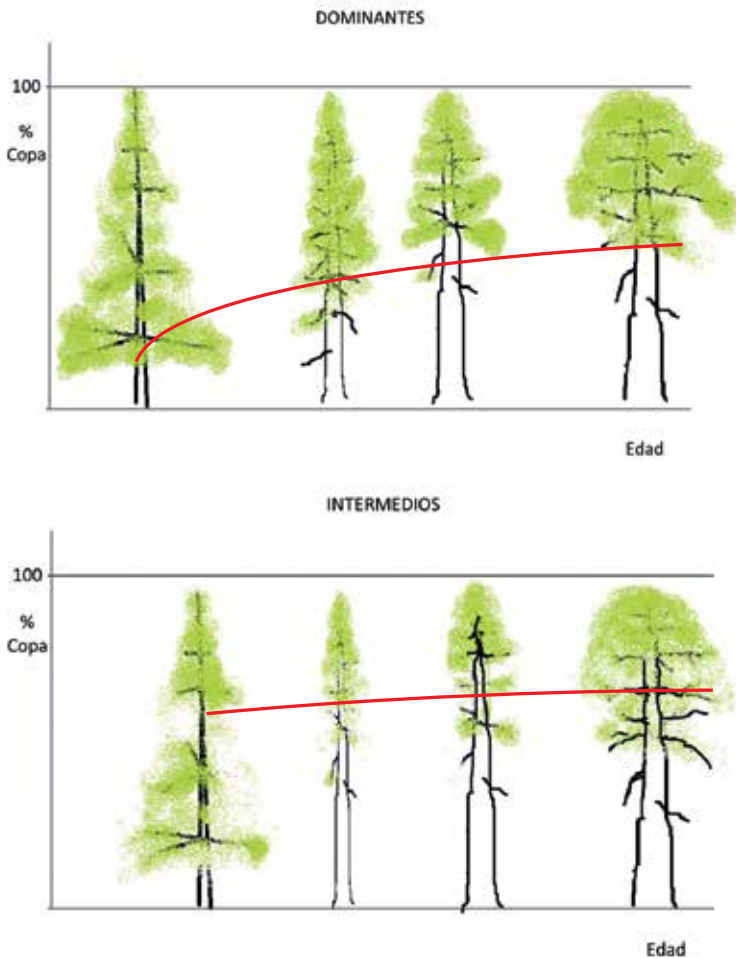 DOMINANTES
100
%
Copa
Edad
INTERMEDIOS
100
%
Copa
Edad